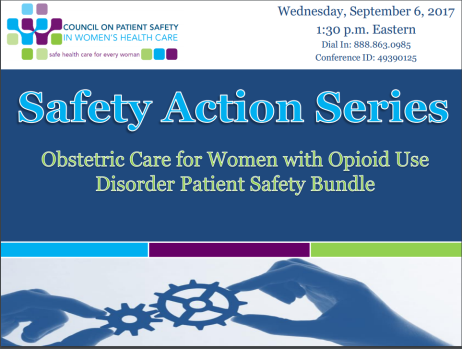 COUNCIL ON PATIENT SAFETY
IN WOMEN'S HEALTH CARE
safe health care for every woman
Wednesday, September 6, 2017
1:30 p.m. Eastern
Dial In: 888.863.0985
Conference ID: 49390125
Safety Action Series
Obstetric Care for Women with Opioid Use
Disorder Patient Safety Bundle